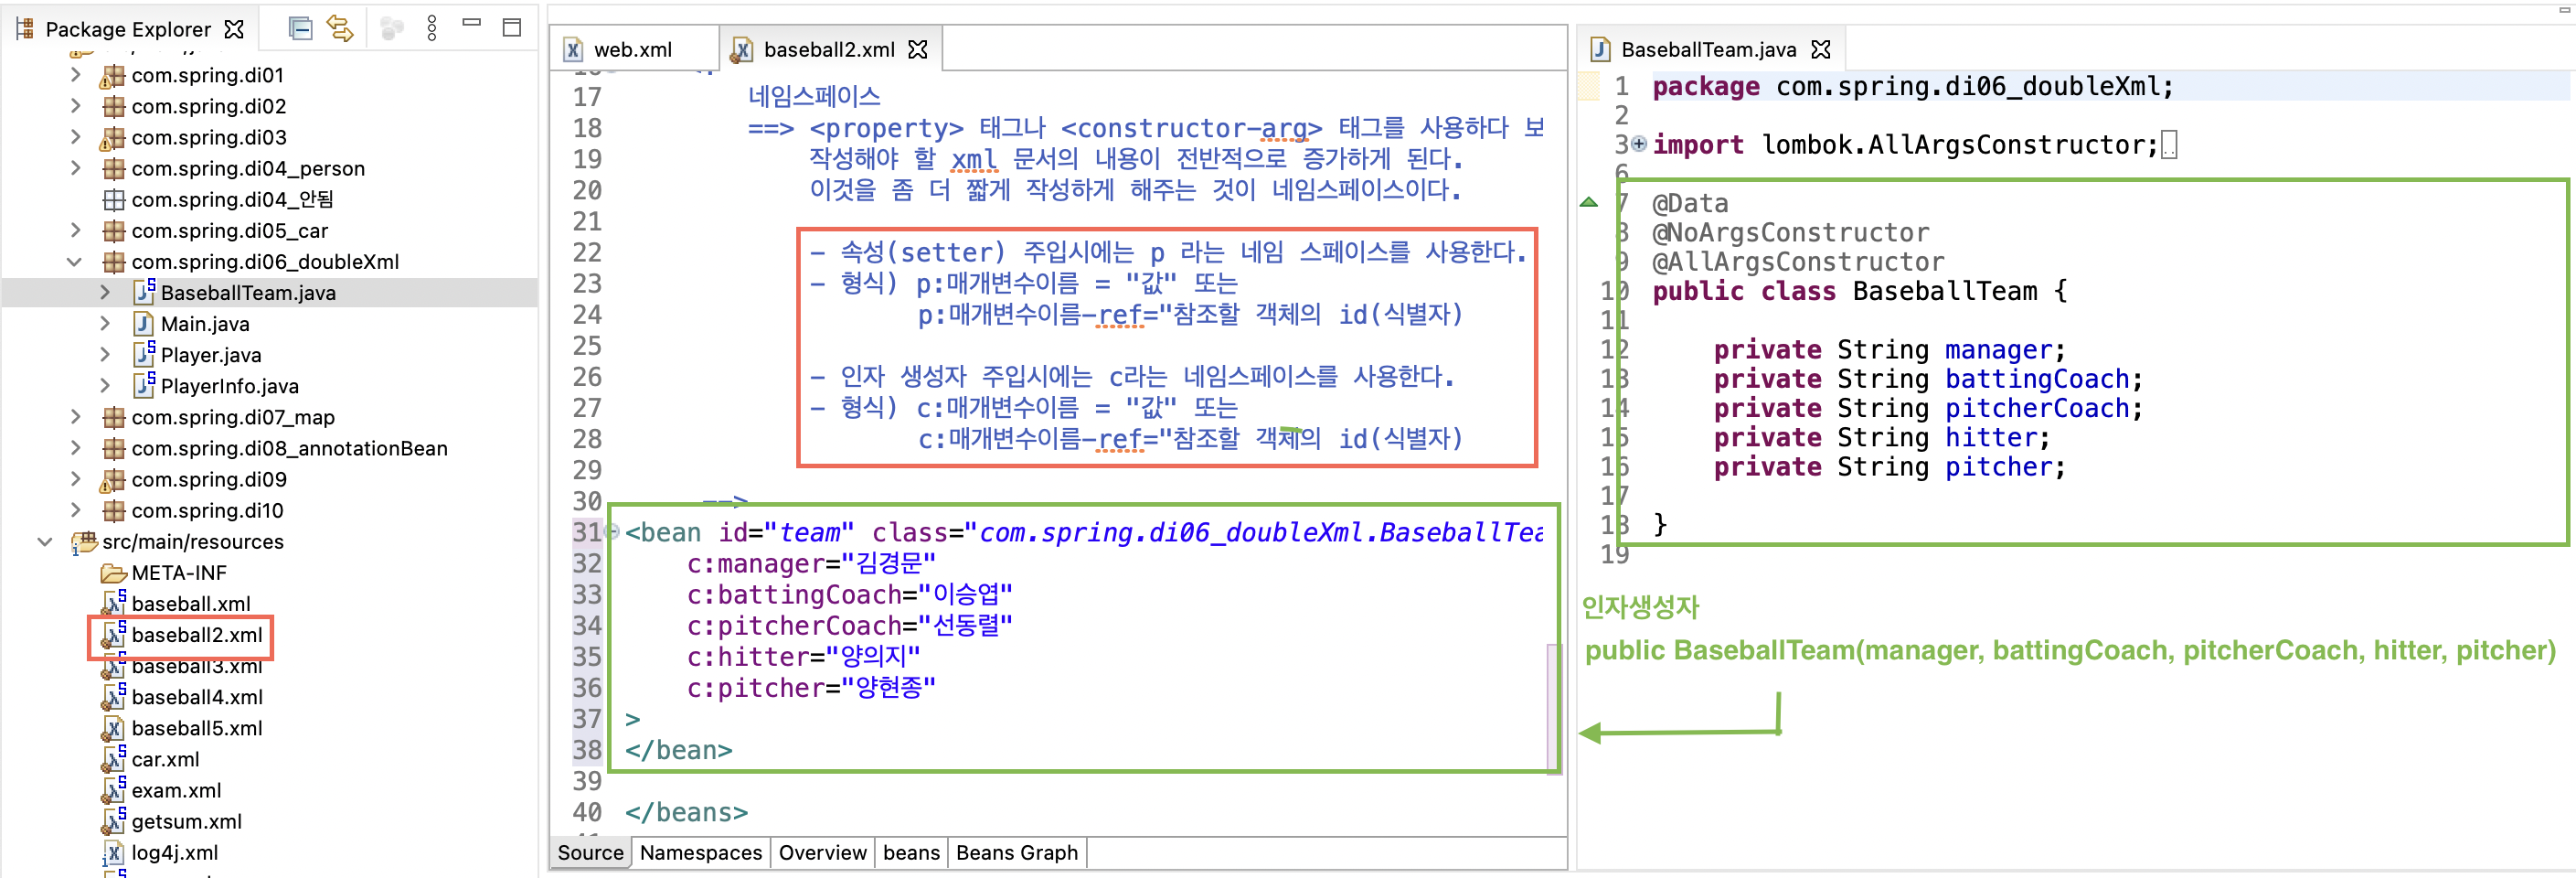 Package Explorer
com.spring.di01
com.spring.di02
com.spring.di03
com.spring.di04_person
com.spring.di04_안됨
com.spring.di05_car
com.spring.di06_doubleXml
BaseballTeam.java
Main.java
Player.java
PlayerInfo.java
com.spring.di07_map
com.spring.di08_annotationBean
com.spring.di09
com.spring.di10
src/main/resources
META-INF
baseball.xml
baseball2.xml
baseball3.xml
baseball4.xml
baseball5.xml
car.xml
exam.xml
getsum.xml
log4j.xml
web.xml
baseball2.xml
17 네임스페이스
18 ==> <property> 태그나 <constructor-arg> 태그를 사용하다 보
19 작성해야 할 xml 문서의 내용이 전반적으로 증가하게 된다.
20 이것을 좀 더 짧게 작성하게 해주는 것이 네임스페이스이다.
21
22 - 속성(setter) 주입시에는 p 라는 네임 스페이스를 사용한다.
23 - 형식) p:매개변수이름 = "값" 또는
24 p:매개변수이름-ref="참조할 객체의 id(식별자)
25
26 - 인자 생성자 주입시에는 c라는 네임스페이스를 사용한다.
27 - 형식) c:매개변수이름 = "값" 또는
28 c:매개변수이름-ref="참조할 객체의 id(식별자)
29
30 -->
31 <bean id="team" class="com.spring.di06_doubleXml.BaseballTea
32 c:manager="김경문"
33 c:battingCoach="이승엽"
34 c:pitcherCoach="선동렬"
35 c:hitter="양의지"
36 c:pitcher="양현종"
37 >
38 </bean>
39
40 </beans>
Source Namespaces Overview beans Beans Graph
BaseballTeam.java
1 package com.spring.di06_doubleXml;
2
3 import lombok.AllArgsConstructor;
6
7 @Data
8 @NoArgsConstructor
9 @AllArgsConstructor
10 public class BaseballTeam {
11
12 private String manager;
13 private String battingCoach;
14 private String pitcherCoach;
15 private String hitter;
16 private String pitcher;
17
18 }
19
인자생성자
public BaseballTeam(manager, battingCoach, pitcherCoach, hitter, pitcher)